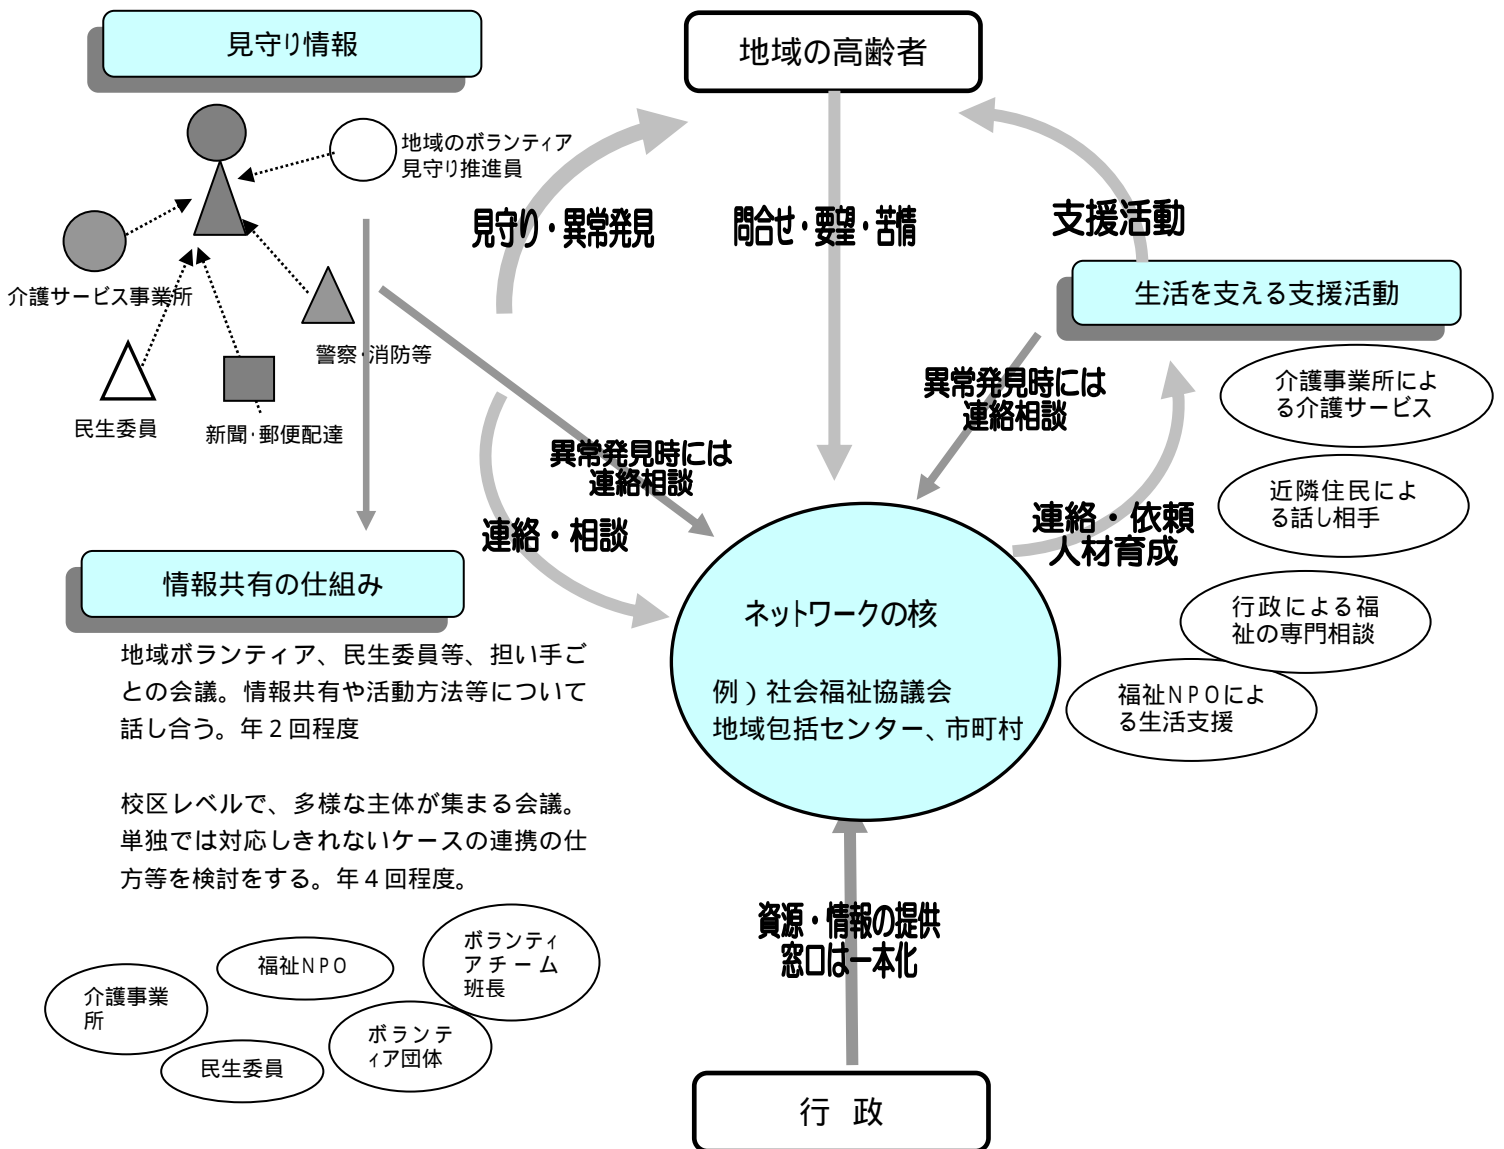 見守り情報
地域の高齢者
地域のボランティア
見守り推進員
介護サービス事業所
警察・消防等
民生委員
新聞・郵便配達
見守り・異常発見
問合せ・要望・苦情
支援活動
生活を支える支援活動
異常発見時には
連絡相談
介護事業所によ
る介護サービス
近隣住民によ
る話し相手
行政による福
祉の専門相談
福祉NPOによ
る生活支援
異常発見時には
連絡相談
連絡・相談
連絡・依頼
人材育成
情報共有の仕組み
地域ボランティア、民生委員等、担い手ご
との会議。情報共有や活動方法等について
話し合う。年2回程度
校区レベルで、多様な主体が集まる会議。
単独では対応しきれないケースの連携の仕
方等を検討をする。年4回程度。
ネットワークの核
例）社会福祉協議会
地域包括センター、市町村
資源・情報の提供
窓口は一本化
介護事業
所
福祉NPO
ボランティ
アチーム
班長
民生委員
ボランテ
ィア団体
行 政